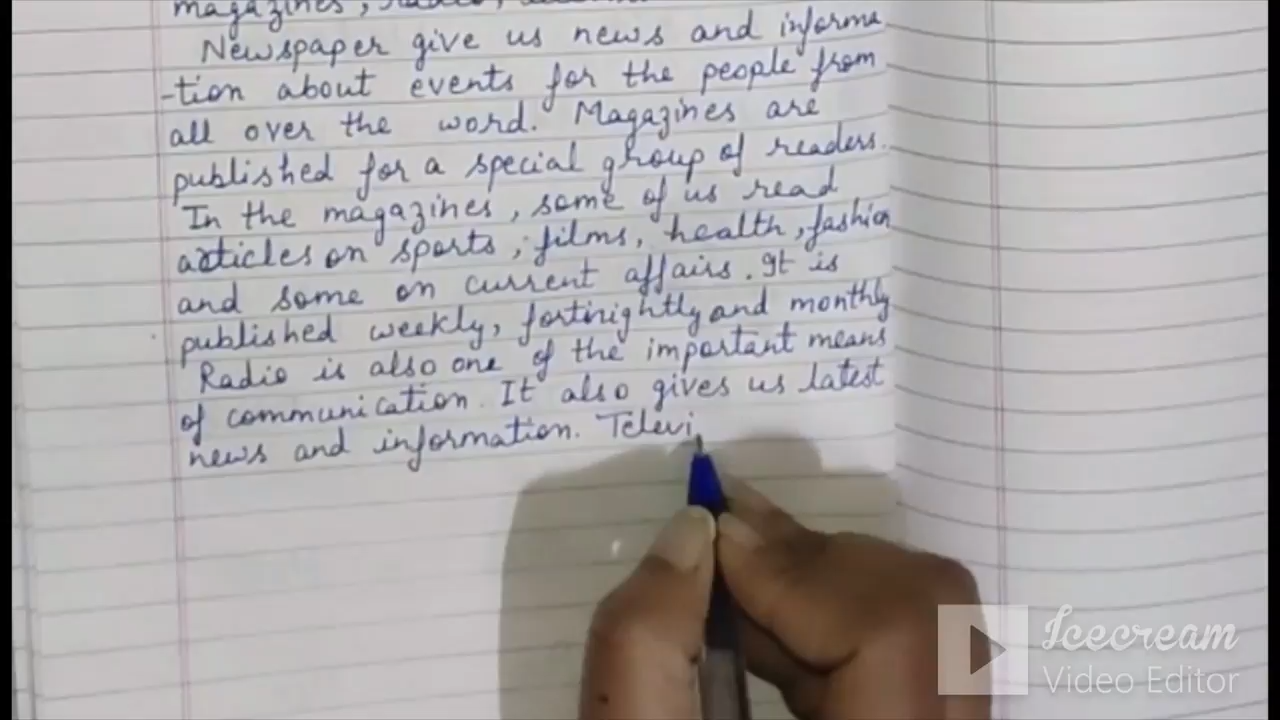 magazines, radio,
Newspaper give us news and informa
-tion about events for the people from
all over the word. Magazines are
published for a special group of readers.
In the magazines, some of us read
articles on sports, films, health, fashion
and some on current affairs. It is
published weekly, fortnightly and monthly
Radio is also one of the important means
of communication. It also gives us latest
news and information. Televi
Icecream
Video Editor